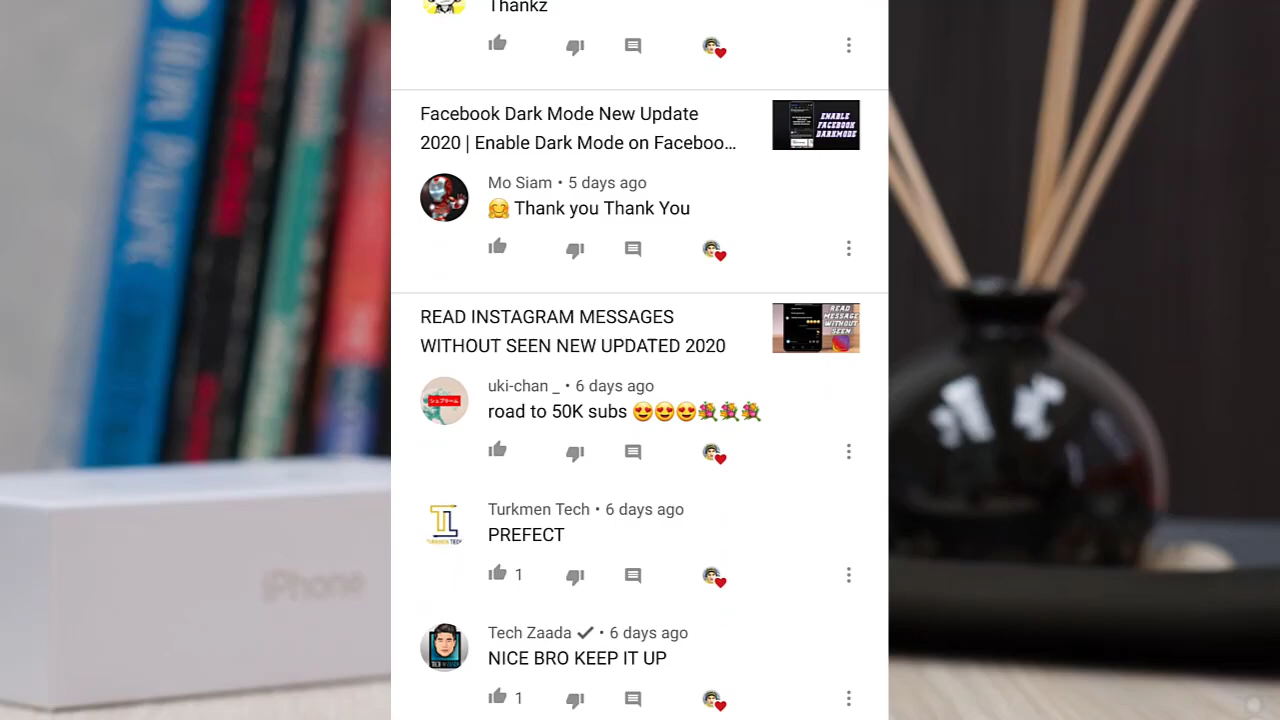 Thankz
Facebook Dark Mode New Update
2020 | Enable Dark Mode on Faceboo...
ENABLE
FACEBOOK
DARKMODE
Mo Siam • 5 days ago
🤗 Thank you Thank You
READ INSTAGRAM MESSAGES
WITHOUT SEEN NEW UPDATED 2020
READ
MESSAGE
WITHOUT
SEEN
uki-chan _ • 6 days ago
road to 50K subs 😍😍😍💐💐💐
Turkmen Tech • 6 days ago
PREFECT
1
TURKMEN TECH
Tech Zaada ✔ • 6 days ago
NICE BRO KEEP IT UP
1
iPhone